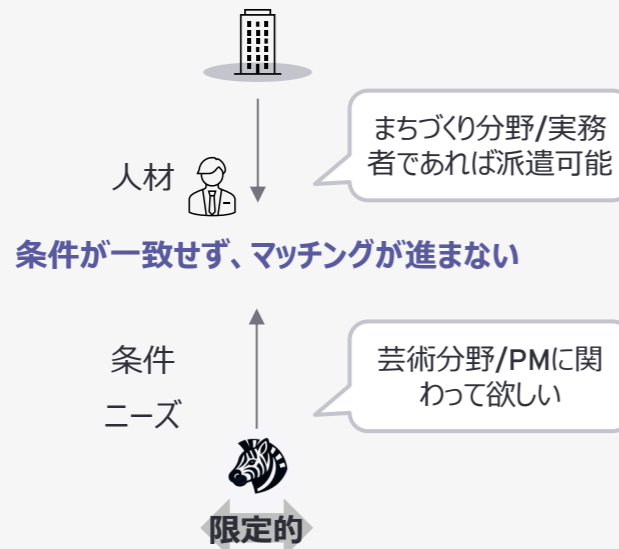 まちづくり分野/実務
者であれば派遣可能
人材
条件が一致せず、マッチングが進まない
条件
ニーズ
芸術分野/PMに関
わって欲しい
限定的